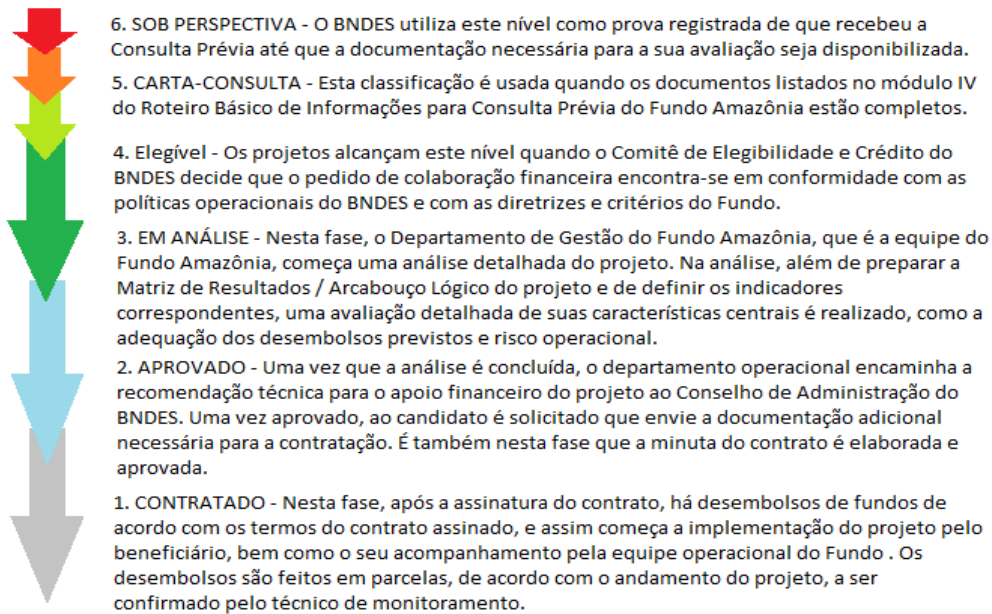 6. SOB PERSPECTIVA - O BNDES utiliza este nível como prova registrada de que recebeu a
Consulta Prévia até que a documentação necessária para a sua avaliação seja disponibilizada.
5. CARTA-CONSULTA - Esta classificação é usada quando os documentos listados no módulo IV
do Roteiro Básico de Informações para Consulta Prévia do Fundo Amazônia estão completos.
4. Elegível - Os projetos alcançam este nível quando o Comitê de Elegibilidade e Crédito do
BNDES decide que o pedido de colaboração financeira encontra-se em conformidade com as
políticas operacionais do BNDES e com as diretrizes e critérios do Fundo.
3. EM ANÁLISE - Nesta fase, o Departamento de Gestão do Fundo Amazônia, que é a equipe do
Fundo Amazônia, começa uma análise detalhada do projeto. Na análise, além de preparar a
Matriz de Resultados / Arcabouço Lógico do projeto e de definir os indicadores
correspondentes, uma avaliação detalhada de suas características centrais é realizado, como a
adequação dos desembolsos previstos e risco operacional.
2. APROVADO - Uma vez que a análise é concluída, o departamento operacional encaminha a
recomendação técnica para o apoio financeiro do projeto ao Conselho de Administração do
BNDES. Uma vez aprovado, ao candidato é solicitado que envie a documentação adicional
necessária para a contratação. É também nesta fase que a minuta do contrato é elaborada e
aprovada.
1. CONTRATADO - Nesta fase, após a assinatura do contrato, há desembolsos de fundos de
acordo com os termos do contrato assinado, e assim começa a implementação do projeto pelo
beneficiário, bem como o seu acompanhamento pela equipe operacional do Fundo . Os
desembolsos são feitos em parcelas, de acordo com o andamento do projeto, a ser
confirmado pelo técnico de monitoramento.